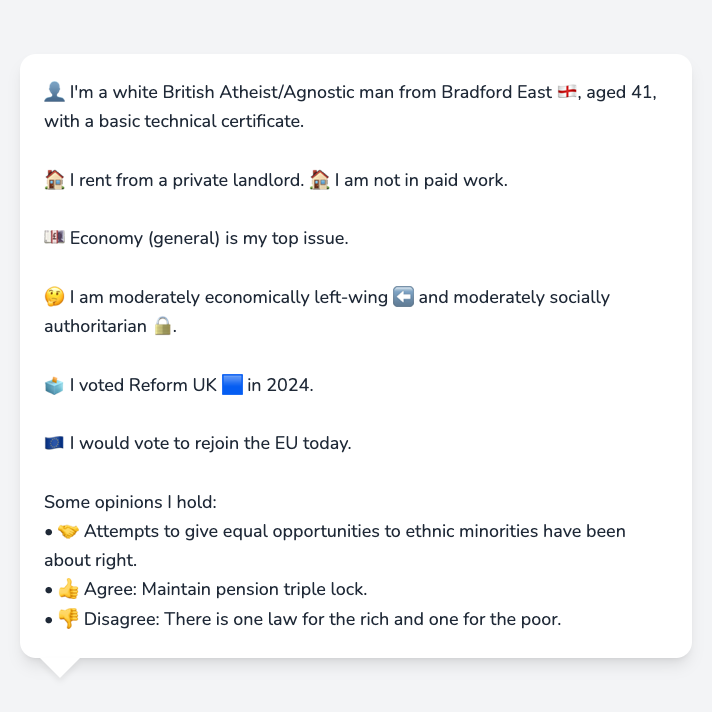 👤 I'm a white British Atheist/Agnostic man from Bradford East 🏴󠁧󠁢󠁥󠁮󠁧󠁿, aged 41,
with a basic technical certificate.
🏠 I rent from a private landlord. 🏠 I am not in paid work.
💷 Economy (general) is my top issue.
🤔 I am moderately economically left-wing ⬅️ and moderately socially
authoritarian 🔒.
🗳️ I voted Reform UK 🟦 in 2024.
🇪🇺 I would vote to rejoin the EU today.
Some opinions I hold:
• 🤝 Attempts to give equal opportunities to ethnic minorities have been
about right.
• 👍 Agree: Maintain pension triple lock.
• 👎 Disagree: There is one law for the rich and one for the poor.